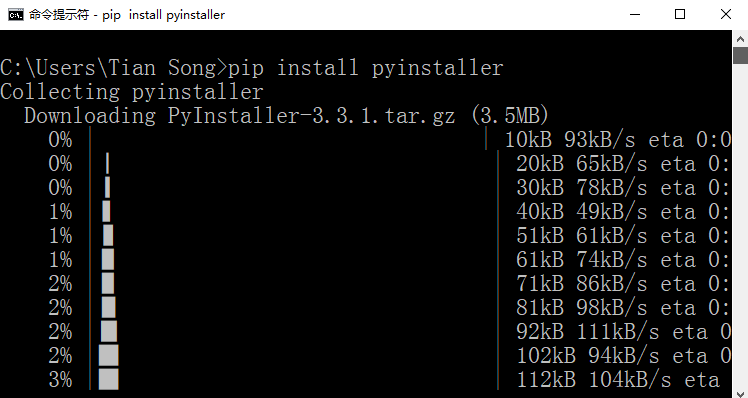 命令提示符 - pip  install pyinstaller
C:\Users\Tian Song>pip install pyinstaller
Collecting pyinstaller
  Downloading PyInstaller-3.3.1.tar.gz (3.5MB)
0% | | 10kB 93kB/s eta 0:0
0% | | 20kB 65kB/s eta 0:
0% | | 30kB 78kB/s eta 0:
1% | | 40kB 49kB/s eta 0:
1% | | 51kB 61kB/s eta 0:
1% | | 61kB 74kB/s eta 0:
2% | | 71kB 86kB/s eta 0:
2% | | 81kB 98kB/s eta 0:
2% | | 92kB 111kB/s eta 0
2% | | 102kB 94kB/s eta 0
3% | | 112kB 104kB/s eta